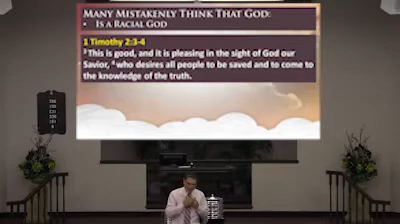 MANY MISTAKENLY THINK THAT GOD:
• IS A RACIAL GOD
1 Timothy 2:3-4
3 This is good, and it is pleasing in the sight of God our
Savior, 4 who desires all people to be saved and to come to
the knowledge of the truth.